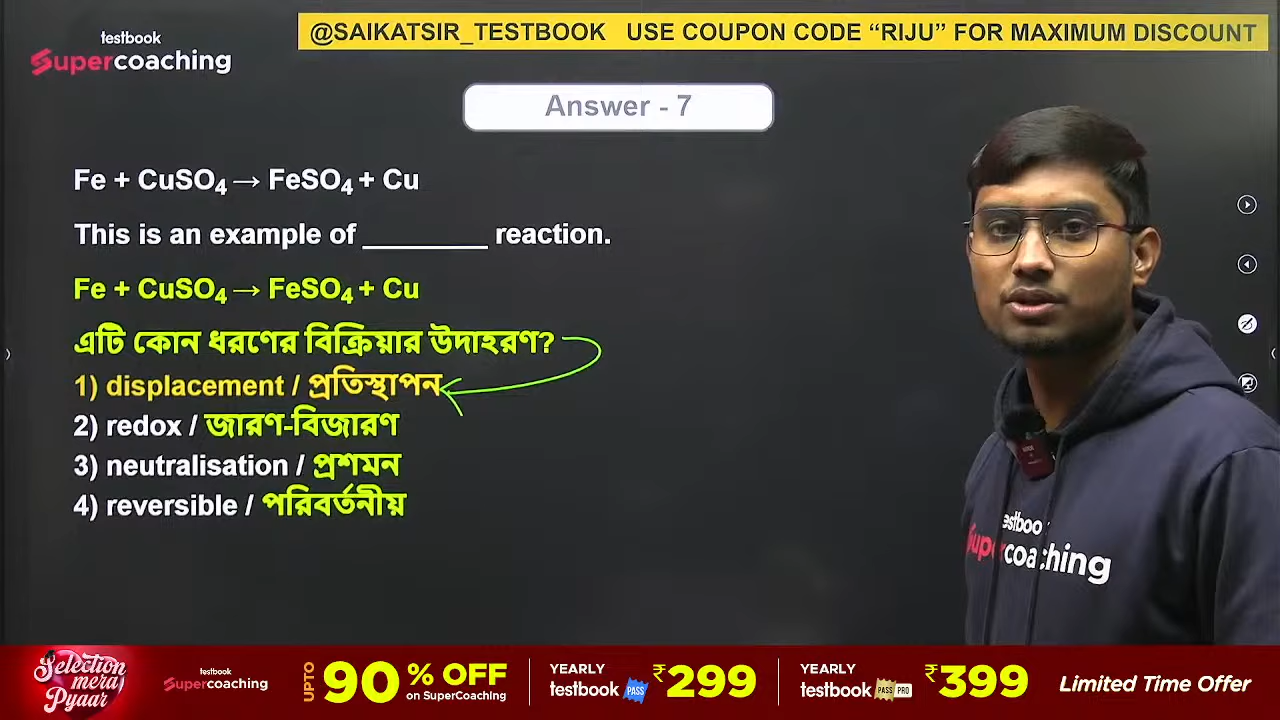 @SAIKATSIR_TESTBOOK USE COUPON CODE “RIJU” FOR MAXIMUM DISCOUNT
testbook
Supercoaching
Answer - 7
Fe + CuSO₄ → FeSO₄ + Cu
This is an example of ________ reaction.
Fe + CuSO₄ → FeSO₄ + Cu
এটি কোন ধরণের বিক্রিয়ার উদাহরণ?
1) displacement / প্রতিস্থাপন
2) redox / জারণ-বিজারণ
3) neutralisation / প্রশমন
4) reversible / পরিবর্তনীয়
testboo
Supercoaching
Selection mera Pyaar
testbook
Supercoaching
UPTO 90% OFF on SuperCoaching
YEARLY testbook PASS ₹299
YEARLY testbook PASS PRO ₹399
Limited Time Offer